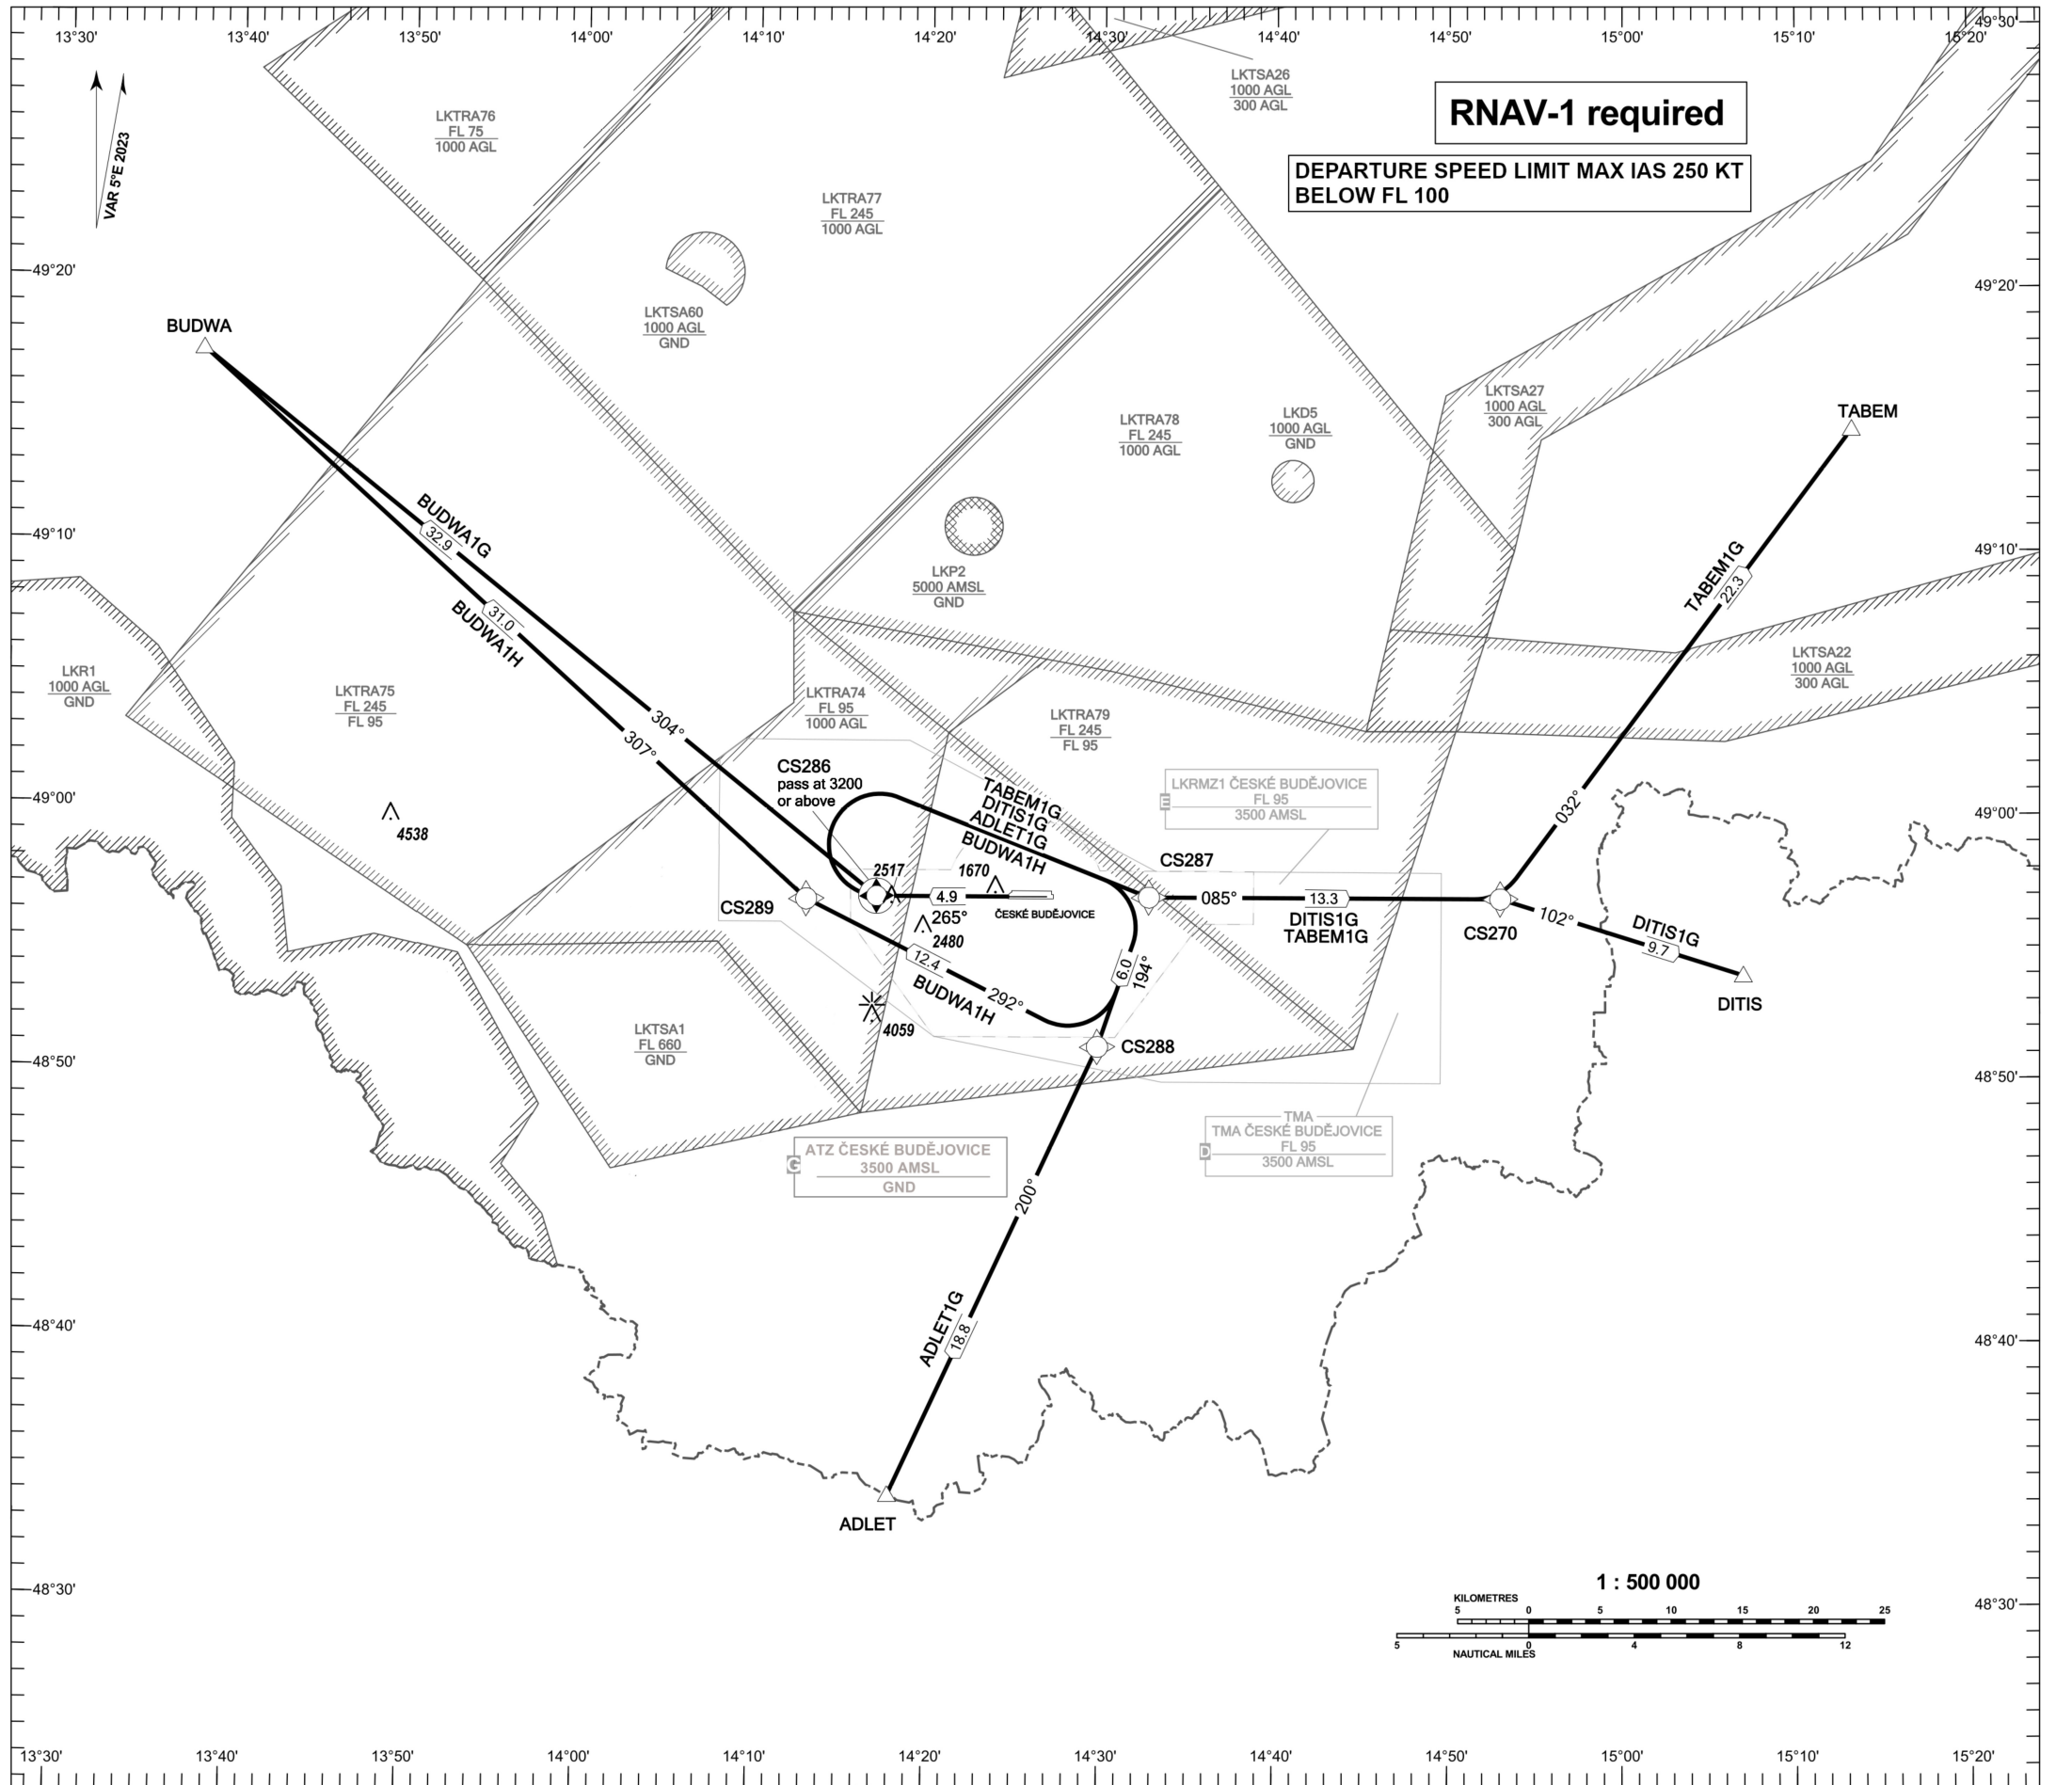 13°30' 13°40' 13°50' 14°00' 14°10' 14°20' 14°30' 14°40' 14°50' 15°00' 15°10' 15°20'
49°30'
VAR 5°E 2023
LKTRA76
FL 75
1000 AGL
LKTSA26
1000 AGL
300 AGL
RNAV-1 required
DEPARTURE SPEED LIMIT MAX IAS 250 KT
BELOW FL 100
LKTRA77
FL 245
1000 AGL
49°20'
49°20'
LKTSA60
1000 AGL
GND
BUDWA
LKTSA27
1000 AGL
300 AGL
TABEM
LKTRA78
FL 245
1000 AGL
LKD5
1000 AGL
GND
BUDWA1G
32.9
49°10'
49°10'
LKP2
5000 AMSL
GND
TABEM1G
22.3
31.0
BUDWA1H
LKR1
1000 AGL
GND
LKTRA75
FL 245
FL 95
LKTRA74
FL 95
1000 AGL
LKTRA79
FL 245
FL 95
LKTSA22
1000 AGL
300 AGL
304°
307°
CS286
pass at 3200
or above
TABEM1G
DITIS1G
ADLET1G
BUDWA1H
LKRMZ1 ČESKÉ BUDĚJOVICE
E
FL 95
3500 AMSL
032°
49°00'
49°00'
4538
CS287
2517
1670
4.9
265°
ČESKÉ BUDĚJOVICE
2480
CS289
085°
13.3
DITIS1G
TABEM1G
CS270
102°
DITIS1G
9.7
DITIS
12.4
BUDWA1H
292°
6.0
194°
4059
CS288
LKTSA1
FL 660
GND
48°50'
48°50'
TMA
TMA ČESKÉ BUDĚJOVICE
D
FL 95
3500 AMSL
ATZ ČESKÉ BUDĚJOVICE
G
3500 AMSL
GND
200°
ADLET1G
18.8
48°40'
48°40'
ADLET
48°30'
48°30'
1 : 500 000
KILOMETRES
5 0 5 10 15 20 25
5 0 4 8 12
NAUTICAL MILES
13°30' 13°40' 13°50' 14°00' 14°10' 14°20' 14°30' 14°40' 14°50' 15°00' 15°10' 15°20'